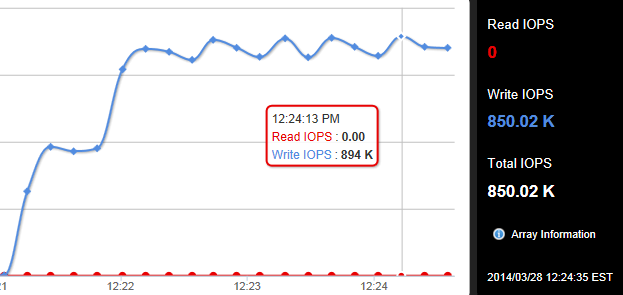 12:24:13 PM
Read IOPS : 0.00
Write IOPS : 894 K
:21
12:22
12:23
12:24
Read IOPS
0
Write IOPS
850.02 K
Total IOPS
850.02 K
Array Information
2014/03/28 12:24:35 EST